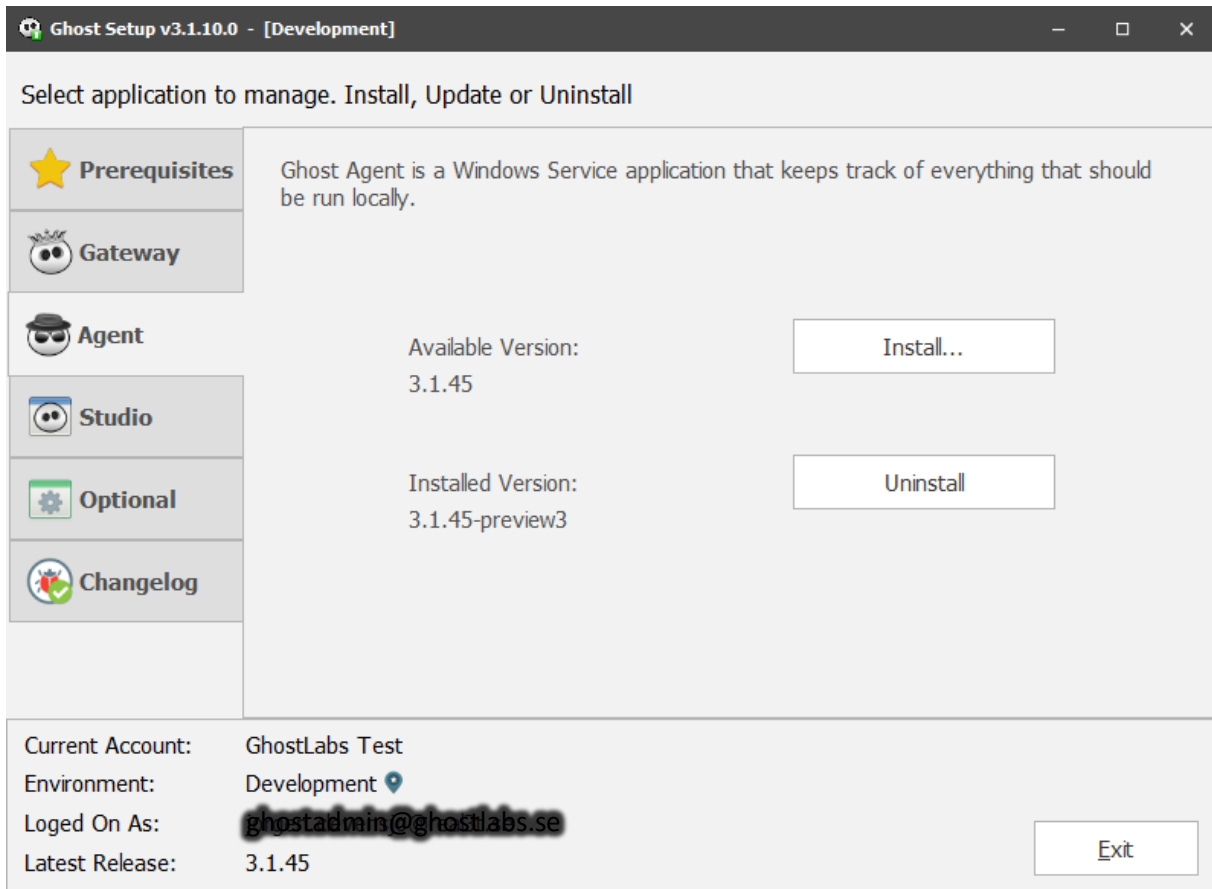 Ghost Setup v3.1.10.0 - [Development]
Select application to manage. Install, Update or Uninstall
Prerequisites
Gateway
Agent
Studio
Optional
Changelog
Ghost Agent is a Windows Service application that keeps track of everything that should
be run locally.
Available Version:
3.1.45
Install...
Installed Version:
3.1.45-preview3
Uninstall
Current Account: GhostLabs Test
Environment: Development
Loged On As: ghostadmin@ghostlabs.se
Latest Release: 3.1.45
Exit